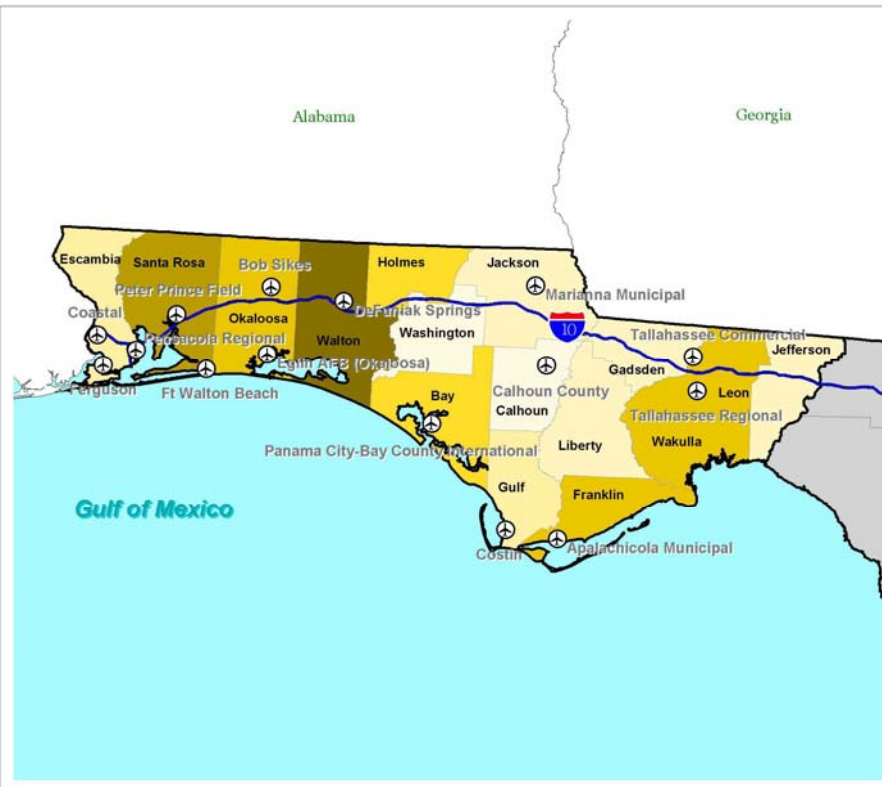 Alabama
Georgia
Escambia
Santa Rosa
Bob Sikes
Holmes
Jackson
Peter Prince Field
Marianna Municipal
Coastal
Okaloosa
DeFuniak Springs
Pensacola Regional
Walton
Washington
10
Tallahassee Commercial
Jefferson
Eglin AFB (Okaloosa)
Gadsden
Ferguson
Ft Walton Beach
Bay
Calhoun County
Calhoun
Leon
Tallahassee Regional
Wakulla
Liberty
Panama City-Bay County International
Gulf
Franklin
Gulf of Mexico
Costin
Apalachicola Municipal